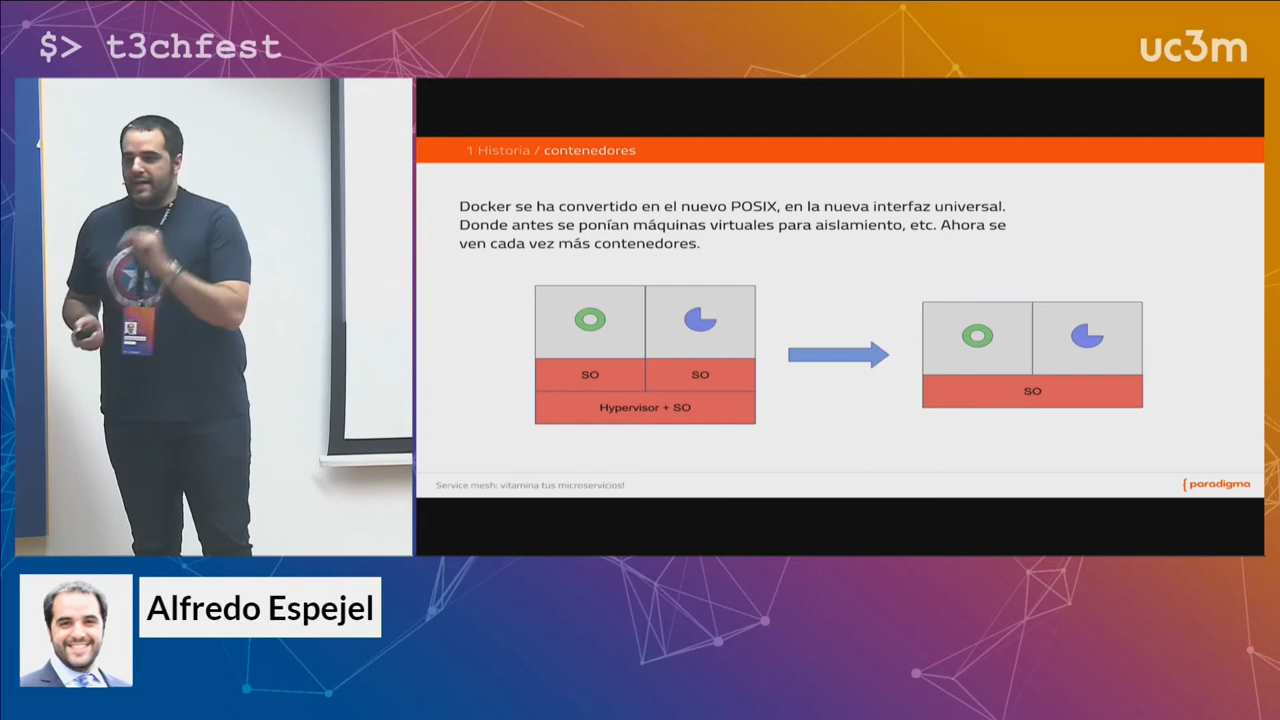 $> t3chfest
uc3m
1 Historia / contenedores
Docker se ha convertido en el nuevo POSIX, en la nueva interfaz universal.
Donde antes se ponían máquinas virtuales para aislamiento, etc. Ahora se
ven cada vez más contenedores.
SO
SO
Hypervisor + SO
SO
Service mesh: vitamina tus microservicios!
{ paradigma
Alfredo Espejel